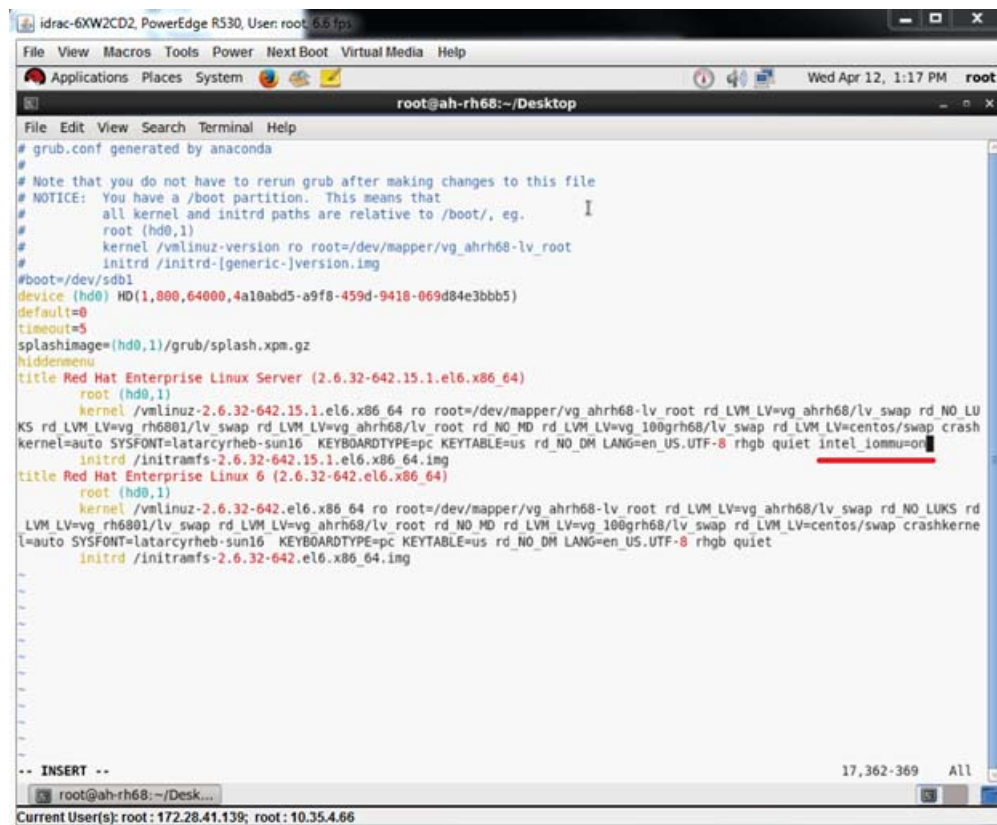 idrac-6XW2CD2, PowerEdge R530, User: root, 6.6 fps
File View Macros Tools Power Next Boot Virtual Media Help
Applications Places System Wed Apr 12, 1:17 PM root
root@ah-rh68:~/Desktop
File Edit View Search Terminal Help
# grub.conf generated by anaconda
#
# Note that you do not have to rerun grub after making changes to this file
# NOTICE: You have a /boot partition. This means that
# all kernel and initrd paths are relative to /boot/, eg.
# root (hd0,1)
# kernel /vmlinuz-version ro root=/dev/mapper/vg_ahrh68-lv_root
# initrd /initrd-[generic-]version.img
#boot=/dev/sdb1
device (hd0) HD(1,800,64000,4a10abd5-a9f8-459d-9418-069d84e3bbb5)
default=0
timeout=5
splashimage=(hd0,1)/grub/splash.xpm.gz
hiddenmenu
title Red Hat Enterprise Linux Server (2.6.32-642.15.1.el6.x86_64)
root (hd0,1)
kernel /vmlinuz-2.6.32-642.15.1.el6.x86_64 ro root=/dev/mapper/vg_ahrh68-lv_root rd_LVM_LV=vg_ahrh68/lv_swap rd_NO_LU
KS rd_LVM_LV=vg_rh6801/lv_swap rd_LVM_LV=vg_ahrh68/lv_root rd_NO_MD rd_LVM_LV=vg_100grh68/lv_swap rd_LVM_LV=centos/swap crash
kernel=auto SYSFONT=latarcyrheb-sun16 KEYBOARDTYPE=pc KEYTABLE=us rd_NO_DM LANG=en_US.UTF-8 rhgb quiet intel_iommu=on
initrd /initramfs-2.6.32-642.15.1.el6.x86_64.img
title Red Hat Enterprise Linux 6 (2.6.32-642.el6.x86_64)
root (hd0,1)
kernel /vmlinuz-2.6.32-642.el6.x86_64 ro root=/dev/mapper/vg_ahrh68-lv_root rd_LVM_LV=vg_ahrh68/lv_swap rd_NO_LUKS rd
_LVM_LV=vg_rh6801/lv_swap rd_LVM_LV=vg_ahrh68/lv_root rd_NO_MD rd_LVM_LV=vg_100grh68/lv_swap rd_LVM_LV=centos/swap crashkerne
l=auto SYSFONT=latarcyrheb-sun16 KEYBOARDTYPE=pc KEYTABLE=us rd_NO_DM LANG=en_US.UTF-8 rhgb quiet
initrd /initramfs-2.6.32-642.el6.x86_64.img
~
~
~
~
~
~
~
~
~
~
~
~
-- INSERT -- 17,362-369 All
root@ah-rh68:~/Desk...
Current User(s): root : 172.28.41.139; root : 10.35.4.66